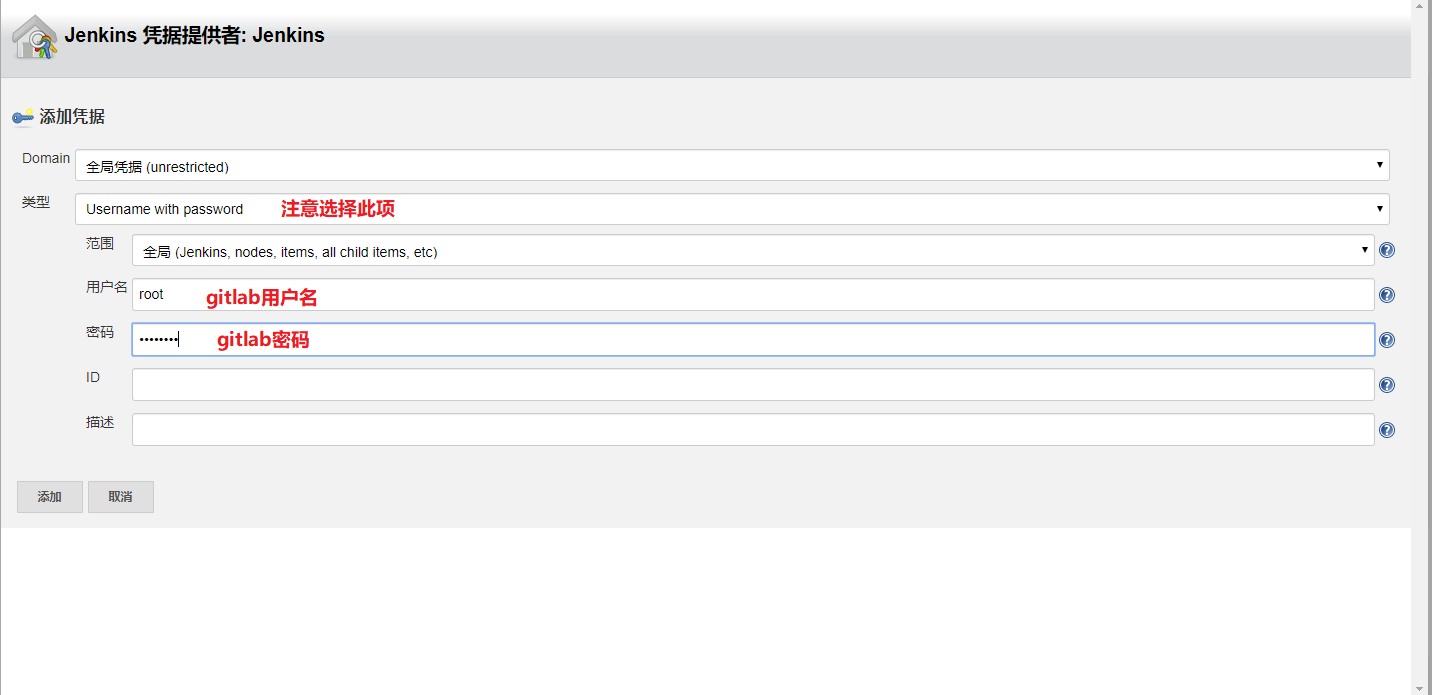 Jenkins 凭据提供者: Jenkins
添加凭据
Domain 全局凭据 (unrestricted)
类型 Username with password 注意选择此项
范围 全局 (Jenkins, nodes, items, all child items, etc)
用户名 root gitlab用户名
密码 •••••••• gitlab密码
ID
描述
添加 取消